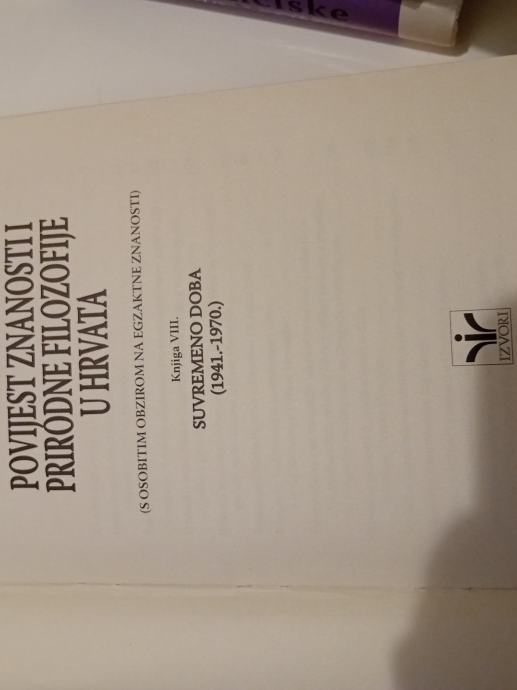 POVIJEST ZNANOSTI I
PRIRODNE FILOZOFIJE
U HRVATA
(S OSOBITIM OBZIROM NA EGZAKTNE ZNANOSTI)
Knjiga VIII.
SUVREMENO DOBA
(1941.-1970.)
IZVORI